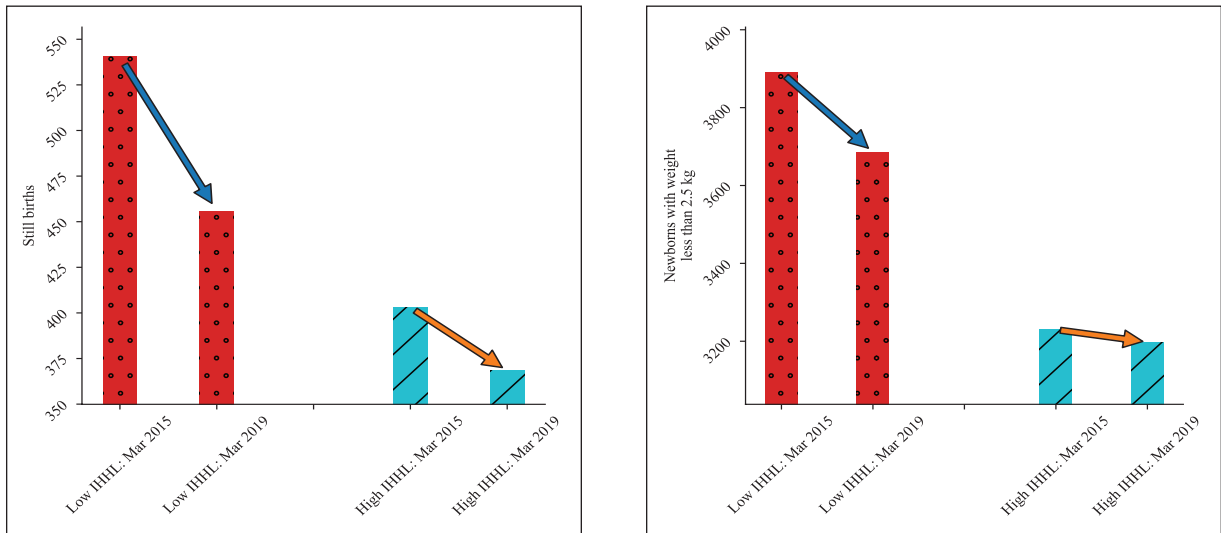 Still births
550
525
500
475
450
425
400
375
350
Low IHHL: Mar 2015
Low IHHL: Mar 2019
High IHHL: Mar 2015
High IHHL: Mar 2019
Newborns with weight
less than 2.5 kg
4000
3800
3600
3400
3200
Low IHHL: Mar 2015
Low IHHL: Mar 2019
High IHHL: Mar 2015
High IHHL: Mar 2019